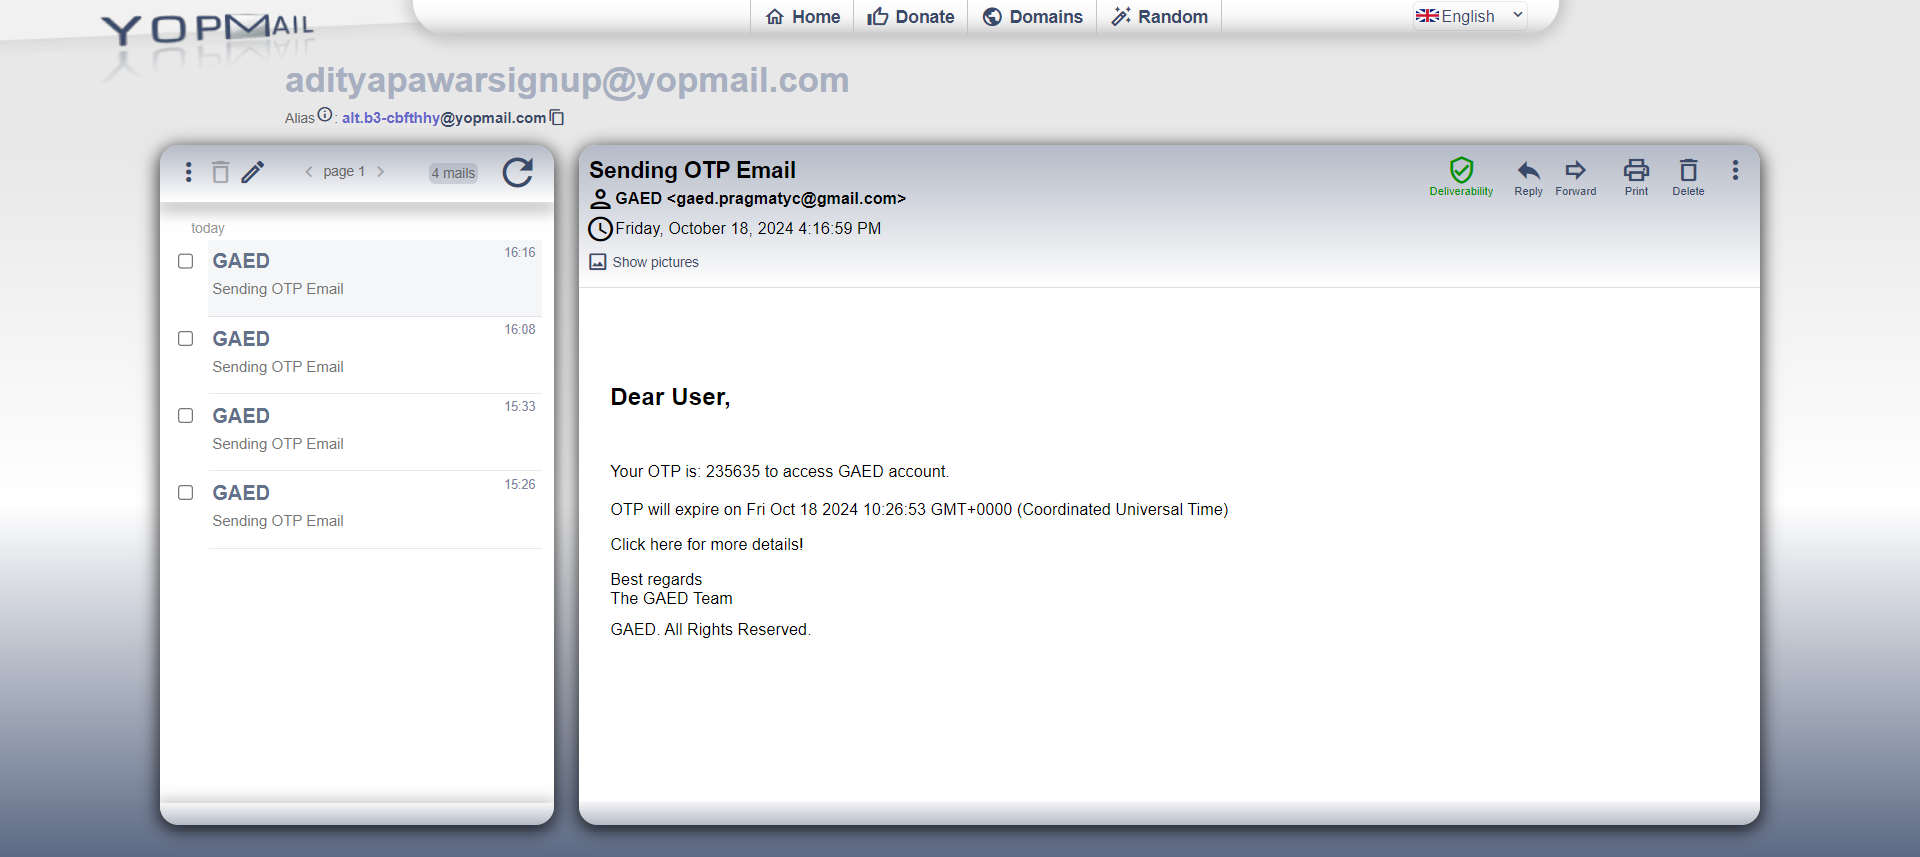 YOPMAIL
Home
Donate
Domains
Random
English
adityapawarsignup@yopmail.com
Alias : alt.b3-cbfthhy@yopmail.com
page 1
4 mails
today
GAED
16:16
Sending OTP Email
GAED
16:08
Sending OTP Email
GAED
15:33
Sending OTP Email
GAED
15:26
Sending OTP Email
Sending OTP Email
GAED <gaed.pragmatyc@gmail.com>
Friday, October 18, 2024 4:16:59 PM
Show pictures
Deliverability
Reply
Forward
Print
Delete
Dear User,
Your OTP is: 235635 to access GAED account.
OTP will expire on Fri Oct 18 2024 10:26:53 GMT+0000 (Coordinated Universal Time)
Click here for more details!
Best regards
The GAED Team
GAED. All Rights Reserved.